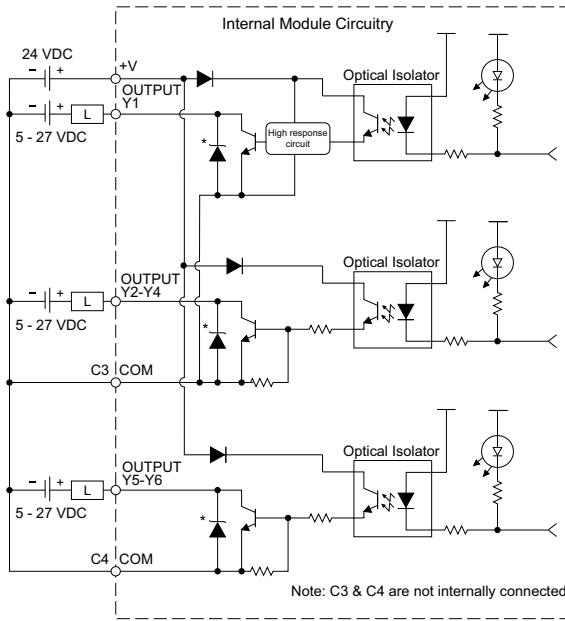 Internal Module Circuitry
24 VDC
− +
+V
OUTPUT
Y1
− +
L
5 - 27 VDC
*
High response
circuit
Optical Isolator
OUTPUT
Y2-Y4
− +
L
5 - 27 VDC
*
Optical Isolator
C3 COM
OUTPUT
Y5-Y6
− +
L
5 - 27 VDC
*
Optical Isolator
C4 COM
Note: C3 & C4 are not internally connected